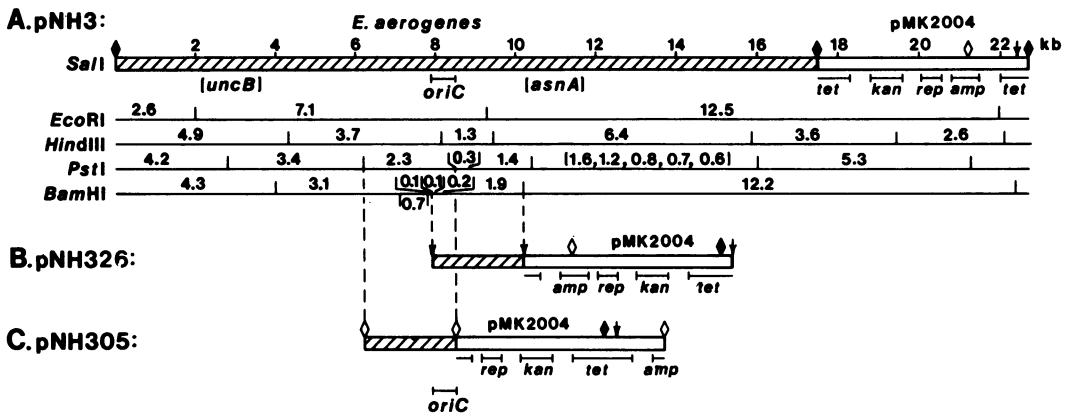 A.pNH3: E. aerogenes pMK2004
2 4 6 8 10 12 14 16 18 20 22 kb
SalI
[uncB] oriC [asnA] tet kan rep amp tet
EcoRI 2.6 7.1 12.5
HindIII 4.9 3.7 1.3 6.4 3.6 2.6
PstI 4.2 3.4 2.3 0.3 1.4 [1.6, 1.2, 0.8, 0.7, 0.6] 5.3
BamHI 4.3 3.1 0.1 0.1 0.2 1.9 12.2
0.7
B.pNH326: pMK2004
amp rep kan tet
C.pNH305: pMK2004
rep kan tet amp
oriC